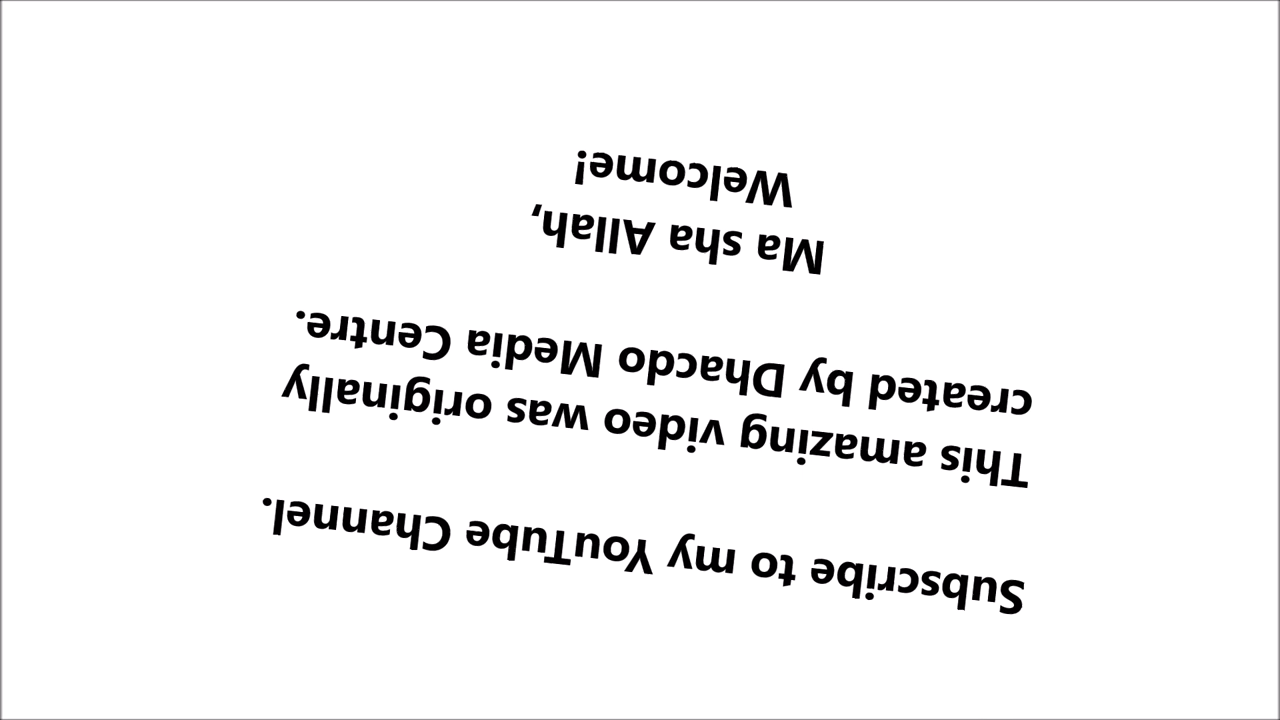 Subscribe to my YouTube Channel.
This amazing video was originally
created by Dhacdo Media Centre.
Ma sha Allah,
Welcome!